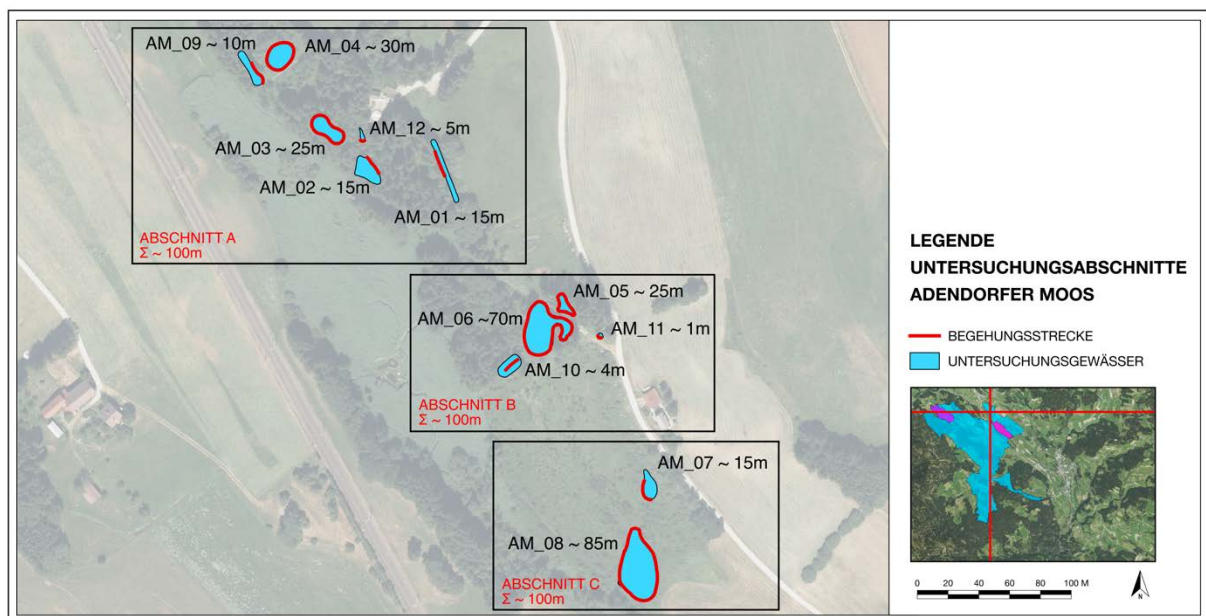 AM_09 ~ 10m
AM_04 ~ 30m
AM_12 ~ 5m
AM_03 ~ 25m
AM_02 ~ 15m
AM_01 ~ 15m
ABSCHNITT A
Σ ~ 100m
AM_05 ~ 25m
AM_06 ~70m
AM_11 ~ 1m
AM_10 ~ 4m
ABSCHNITT B
Σ ~ 100m
AM_07 ~ 15m
AM_08 ~ 85m
ABSCHNITT C
Σ ~ 100m
LEGENDE
UNTERSUCHUNGSABSCHNITTE
ADENDORFER MOOS
BEGEHUNGSSTRECKE
UNTERSUCHUNGSGEWÄSSER
0 20 40 60 80 100 M
N